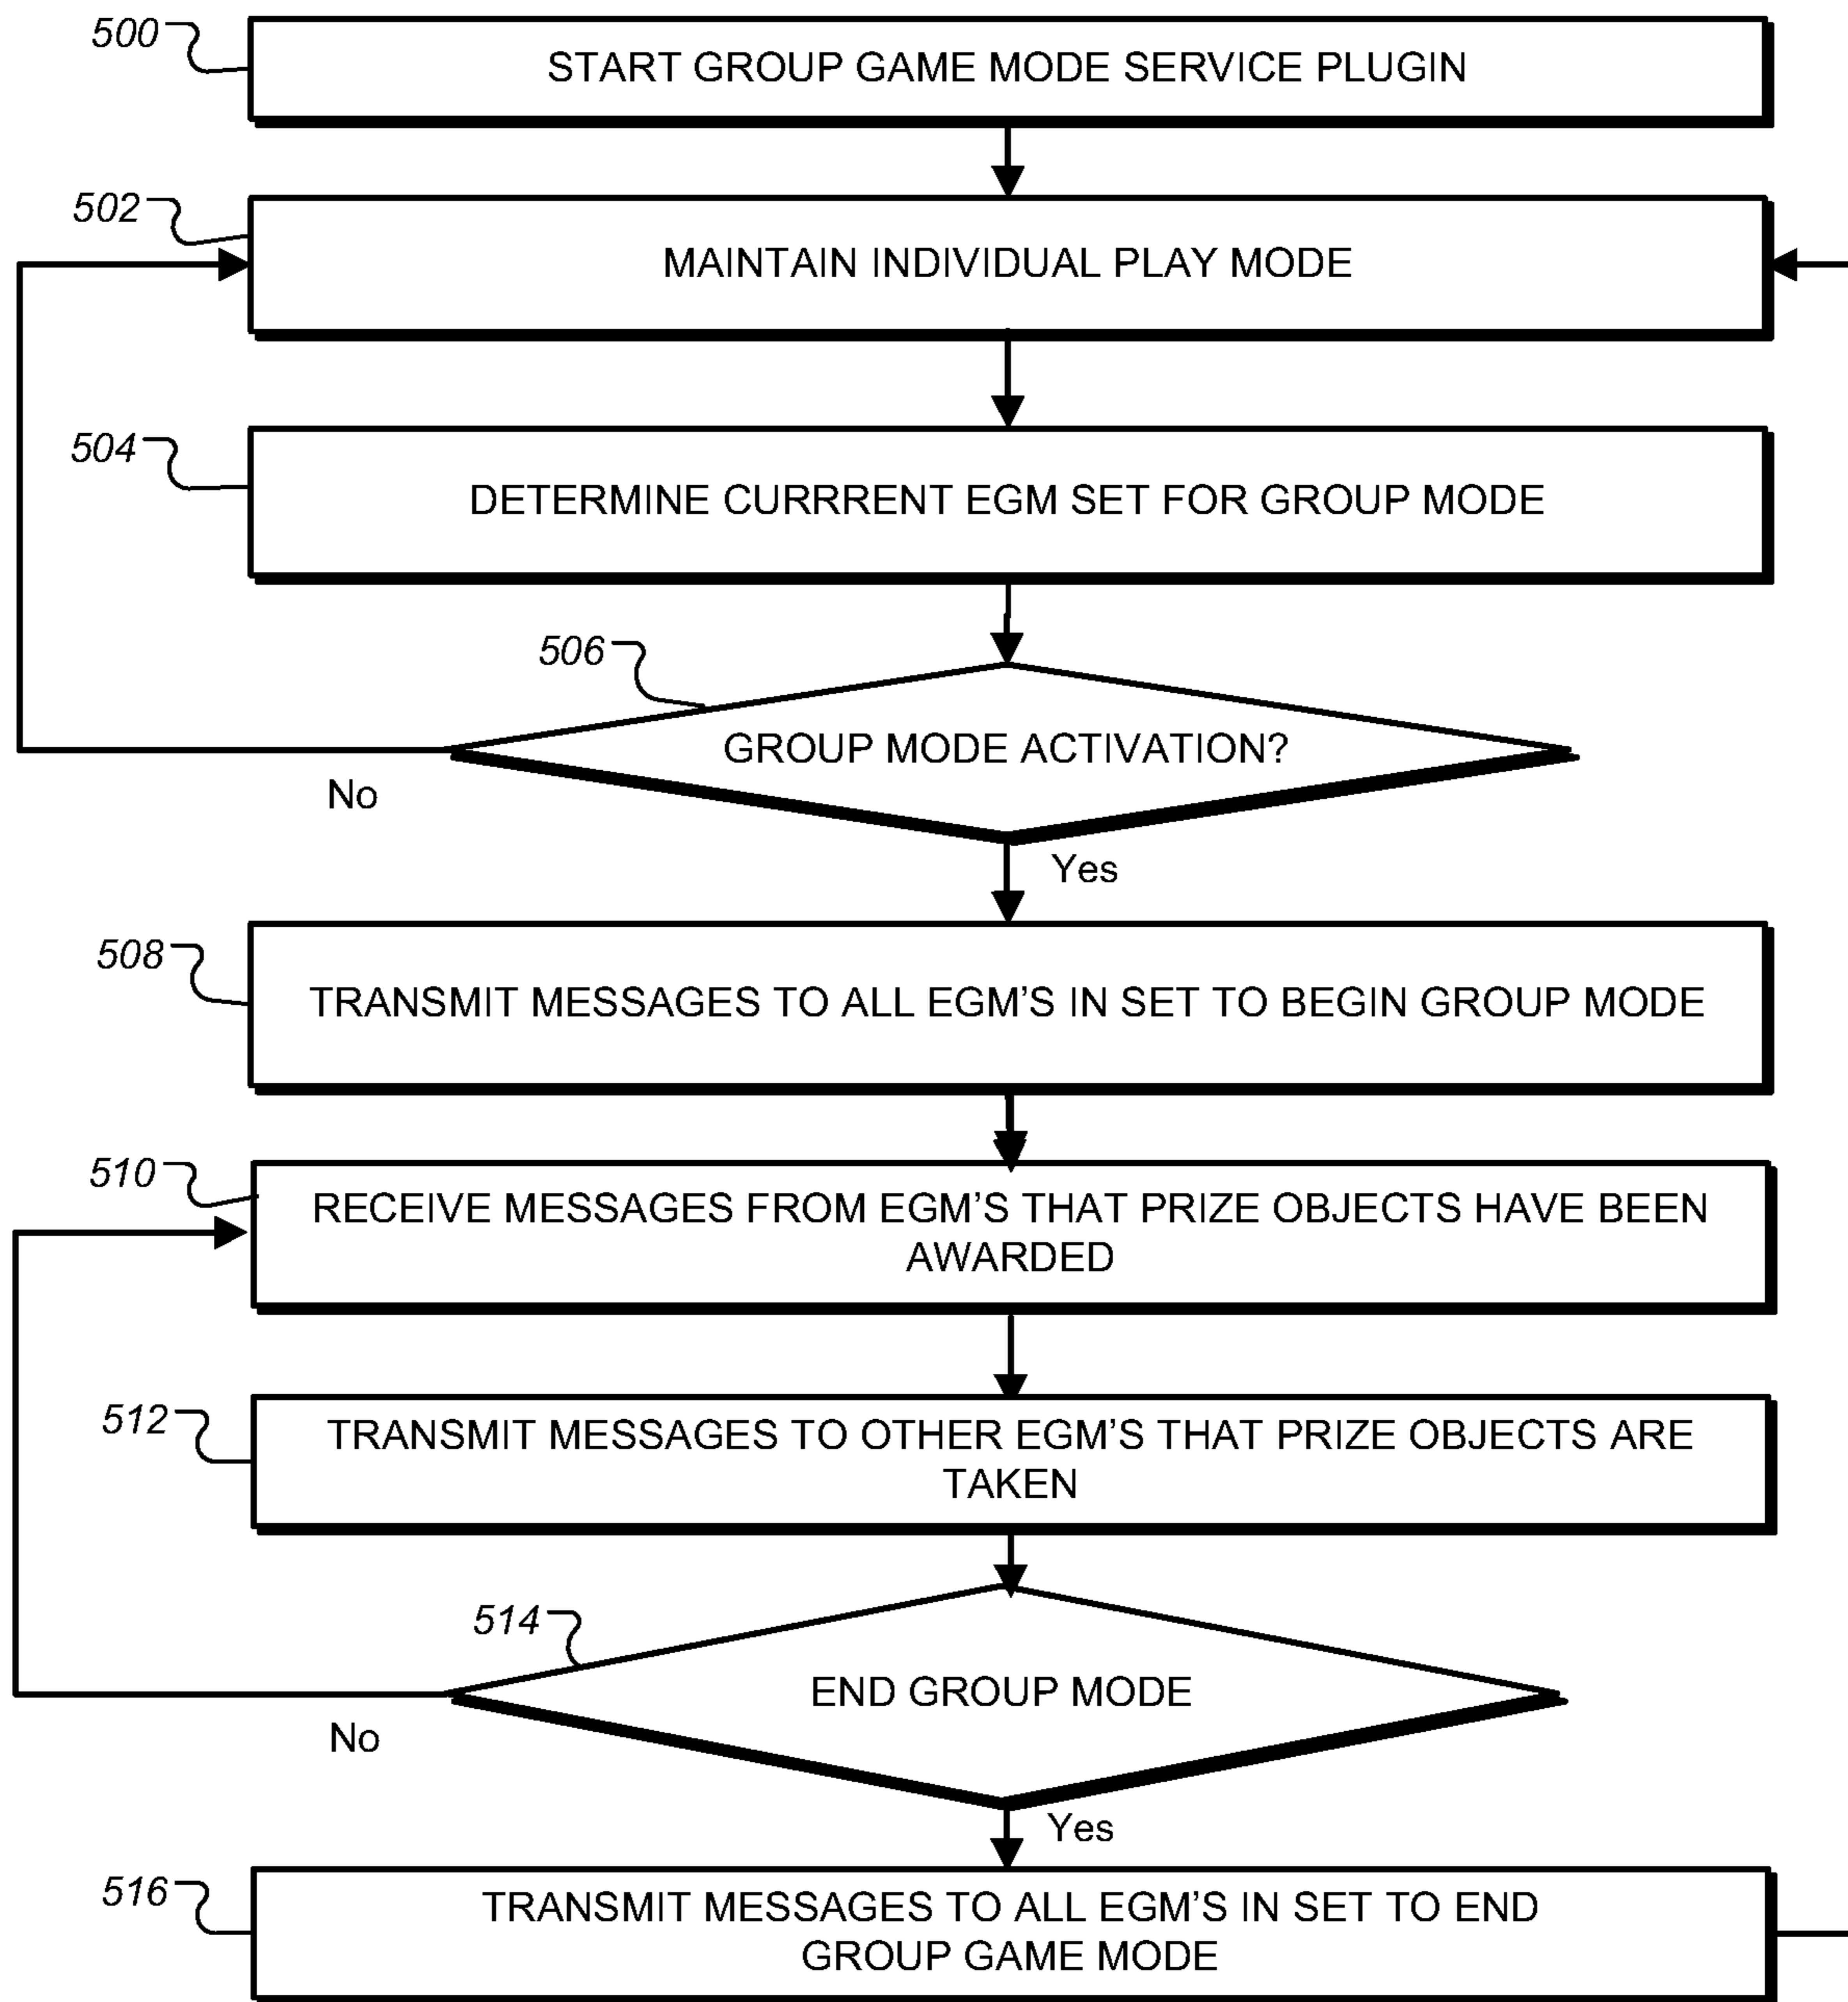 500
START GROUP GAME MODE SERVICE PLUGIN
502
MAINTAIN INDIVIDUAL PLAY MODE
504
DETERMINE CURRRENT EGM SET FOR GROUP MODE
506
GROUP MODE ACTIVATION?
No
Yes
508
TRANSMIT MESSAGES TO ALL EGM'S IN SET TO BEGIN GROUP MODE
510
RECEIVE MESSAGES FROM EGM'S THAT PRIZE OBJECTS HAVE BEEN
AWARDED
512
TRANSMIT MESSAGES TO OTHER EGM'S THAT PRIZE OBJECTS ARE
TAKEN
514
END GROUP MODE
No
Yes
516
TRANSMIT MESSAGES TO ALL EGM'S IN SET TO END
GROUP GAME MODE